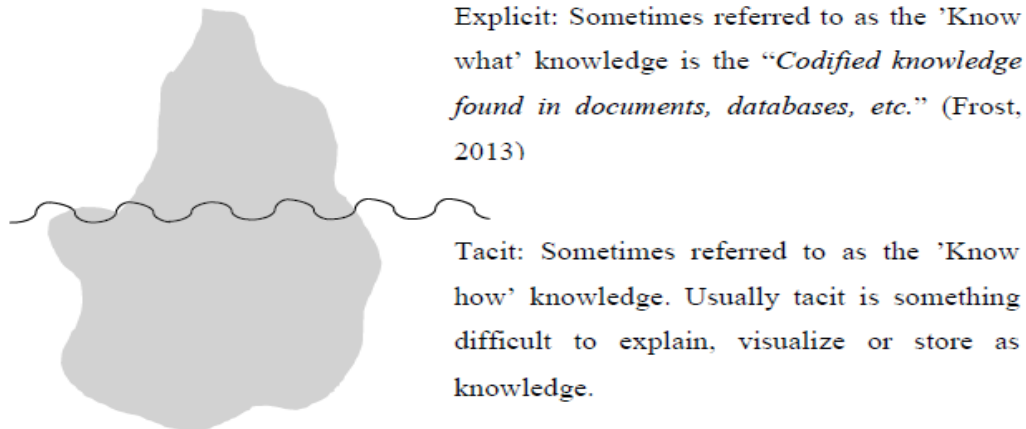 Explicit: Sometimes referred to as the ’Know
what’ knowledge is the “Codified knowledge
found in documents, databases, etc.” (Frost,
2013)
Tacit: Sometimes referred to as the ’Know
how’ knowledge. Usually tacit is something
difficult to explain, visualize or store as
knowledge.